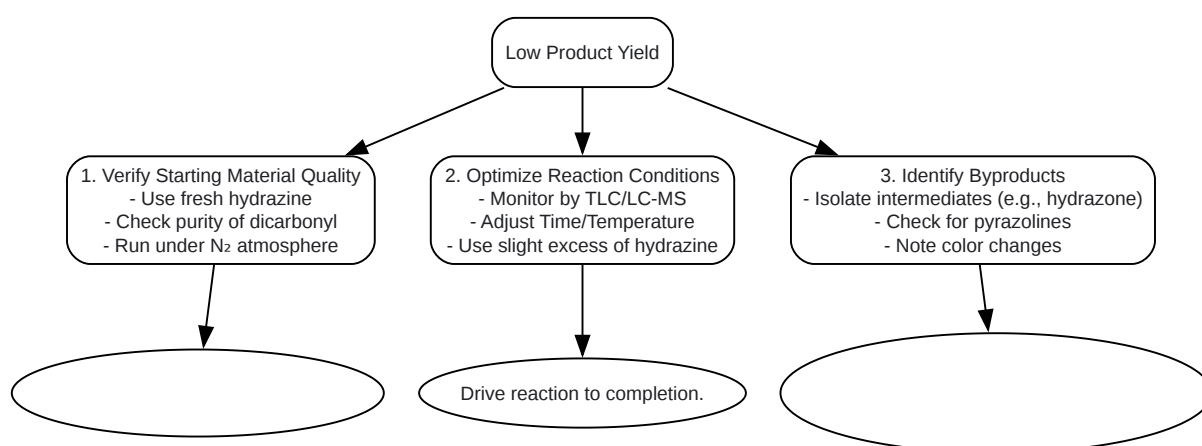 Low Product Yield
1. Verify Starting Material Quality
- Use fresh hydrazine
- Check purity of dicarbonyl
- Run under N₂ atmosphere
2. Optimize Reaction Conditions
- Monitor by TLC/LC-MS
- Adjust Time/Temperature
- Use slight excess of hydrazine
3. Identify Byproducts
- Isolate intermediates (e.g., hydrazone)
- Check for pyrazolines
- Note color changes
Drive reaction to completion.